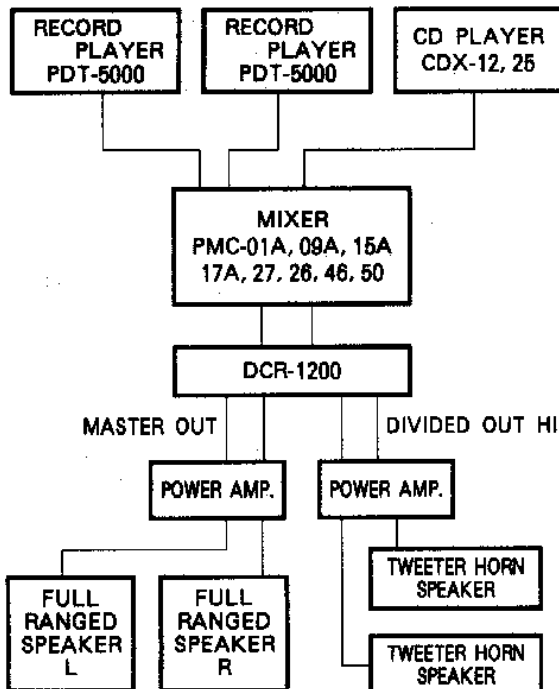 RECORD
PLAYER
PDT-5000
RECORD
PLAYER
PDT-5000
CD PLAYER
CDX-12, 25
MIXER
PMC-01A, 09A, 15A
17A, 27, 26, 46, 50
DCR-1200
MASTER OUT
DIVIDED OUT HI
POWER AMP.
POWER AMP.
FULL
RANGED
SPEAKER
L
FULL
RANGED
SPEAKER
R
TWEETER HORN
SPEAKER
TWEETER HORN
SPEAKER